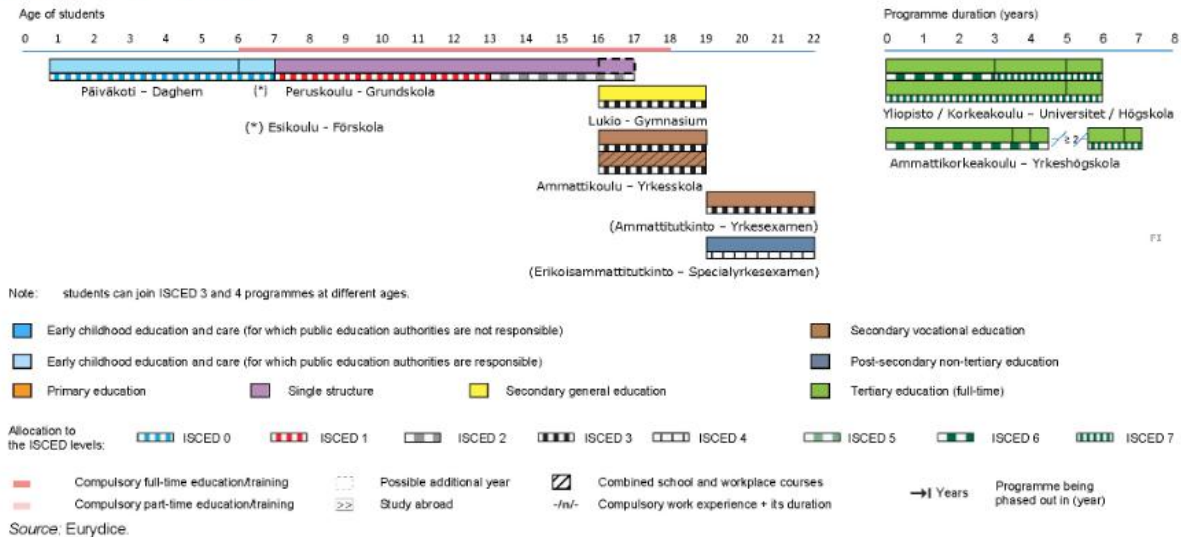 Age of students
Programme duration (years)
0 1 2 3 4 5 6 7 8 9 10 11 12 13 14 15 16 17 18 19 20 21 22
0 1 2 3 4 5 6 7 8
Päiväkoti – Daghem
(*)
Peruskoulu - Grundskola
(*) Esikoulu - Förskola
Lukio - Gymnasium
Ammattikoulu – Yrkesskola
(Ammattitutkinto – Yrkesexamen)
(Erikoisammattitutkinto – Specialyrkesexamen)
Yliopisto / Korkeakoulu – Universitet / Högskola
≥ 2
Ammattikorkeakoulu – Yrkeshögskola
FI
Note: students can join ISCED 3 and 4 programmes at different ages.
Early childhood education and care (for which public education authorities are not responsible)
Secondary vocational education
Early childhood education and care (for which public education authorities are responsible)
Post-secondary non-tertiary education
Primary education
Single structure
Secondary general education
Tertiary education (full-time)
Allocation to
the ISCED levels:
ISCED 0
ISCED 1
ISCED 2
ISCED 3
ISCED 4
ISCED 5
ISCED 6
ISCED 7
Compulsory full-time education/training
Possible additional year
Combined school and workplace courses
Years
Programme being
phased out in (year)
Compulsory part-time education/training
>>
Study abroad
-/n/-
Compulsory work experience + its duration
Source: Eurydice.